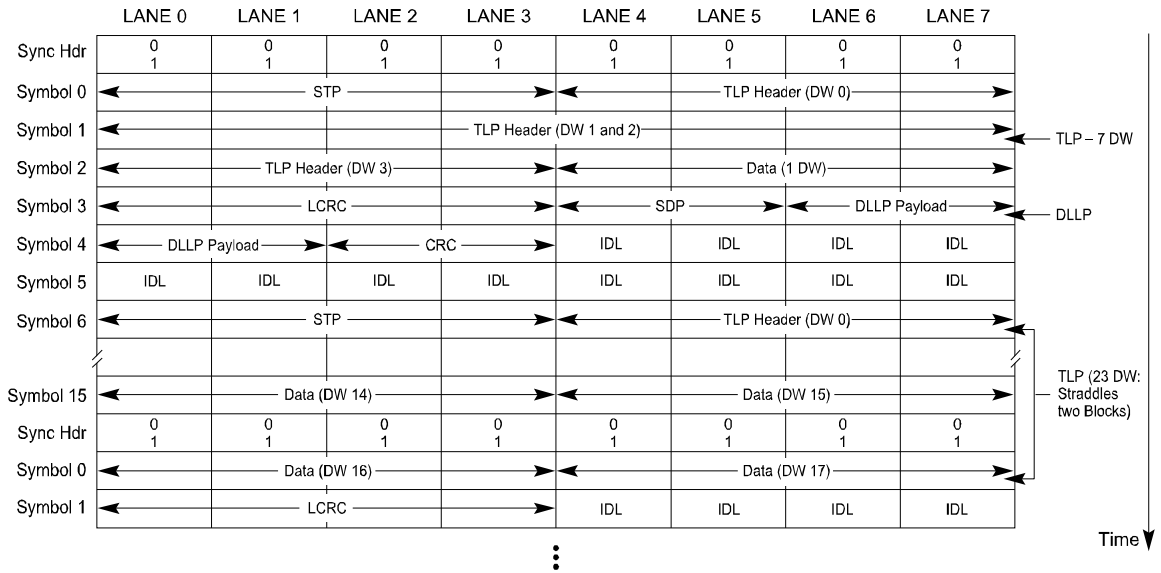 LANE 0 LANE 1 LANE 2 LANE 3 LANE 4 LANE 5 LANE 6 LANE 7
Sync Hdr 0 0 0 0 0 0 0 0
1 1 1 1 1 1 1 1
Symbol 0 STP TLP Header (DW 0)
Symbol 1 TLP Header (DW 1 and 2)
TLP – 7 DW
Symbol 2 TLP Header (DW 3) Data (1 DW)
Symbol 3 LCRC SDP DLLP Payload
DLLP
Symbol 4 DLLP Payload CRC IDL IDL IDL IDL
Symbol 5 IDL IDL IDL IDL IDL IDL IDL IDL
Symbol 6 STP TLP Header (DW 0)
TLP (23 DW:
Straddles
two Blocks)
Symbol 15 Data (DW 14) Data (DW 15)
Sync Hdr 0 0 0 0 0 0 0 0
1 1 1 1 1 1 1 1
Symbol 0 Data (DW 16) Data (DW 17)
Symbol 1 LCRC IDL IDL IDL IDL
Time